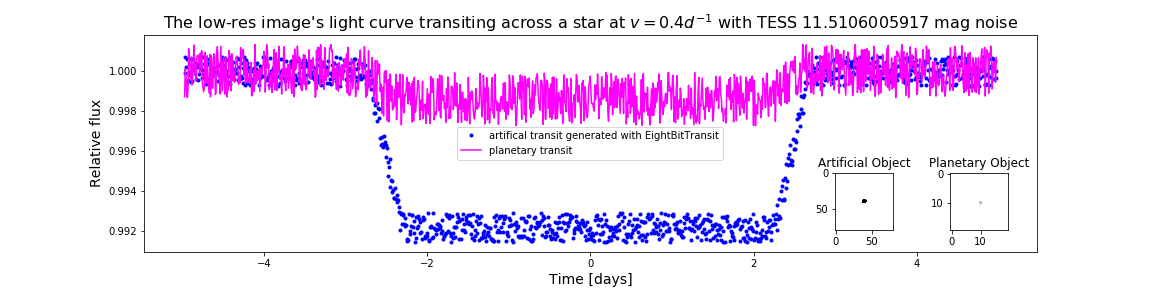 The low-res image's light curve transiting across a star at v = 0.4d⁻¹ with TESS 11.5106005917 mag noise
Relative flux
1.000
0.998
0.996
0.994
0.992
artifical transit generated with EightBitTransit
planetary transit
Artificial Object
0
50
0 50
Planetary Object
0
10
0 10
−4 −2 0 2 4
Time [days]